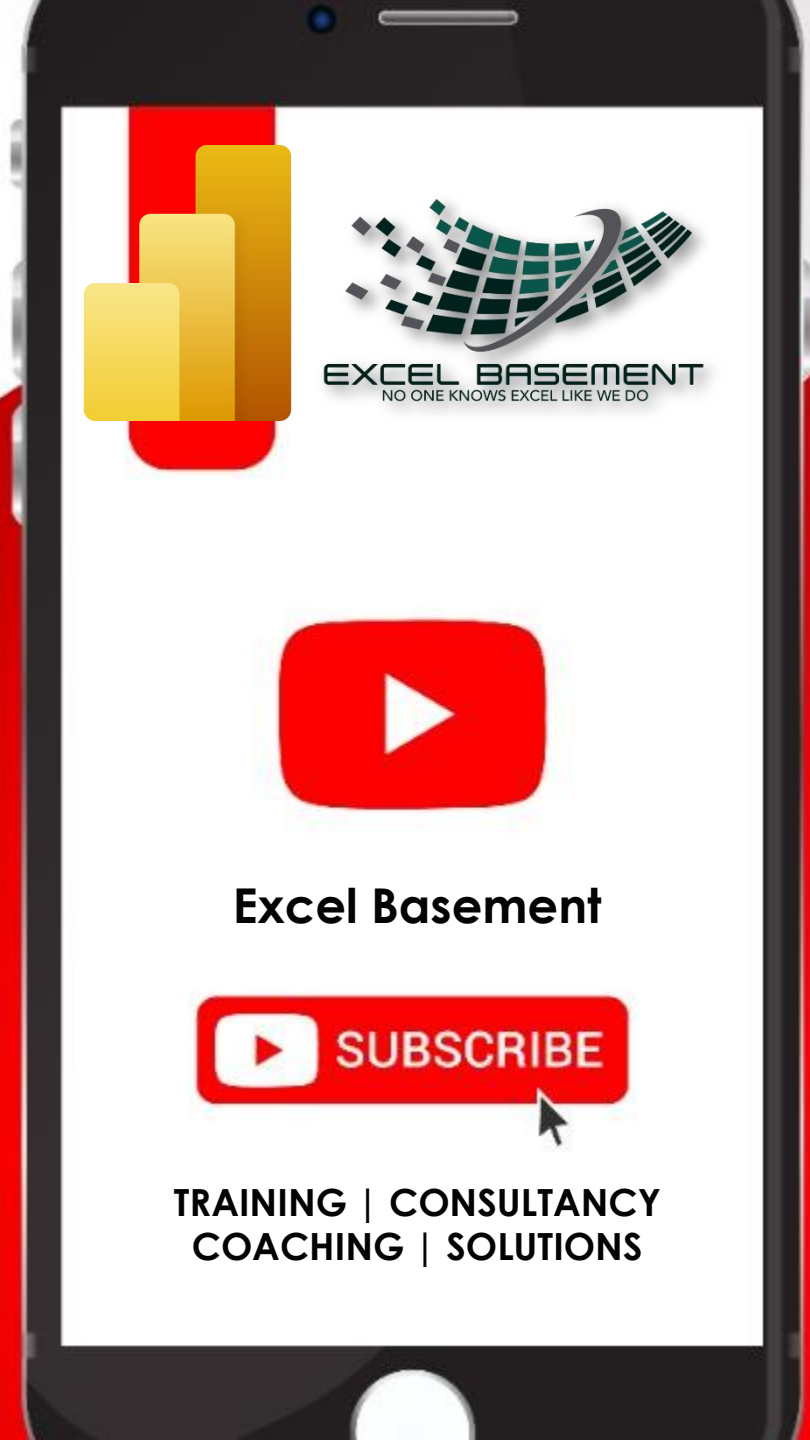 EXCEL BASEMENT
NO ONE KNOWS EXCEL LIKE WE DO
Excel Basement
SUBSCRIBE
TRAINING | CONSULTANCY
COACHING | SOLUTIONS